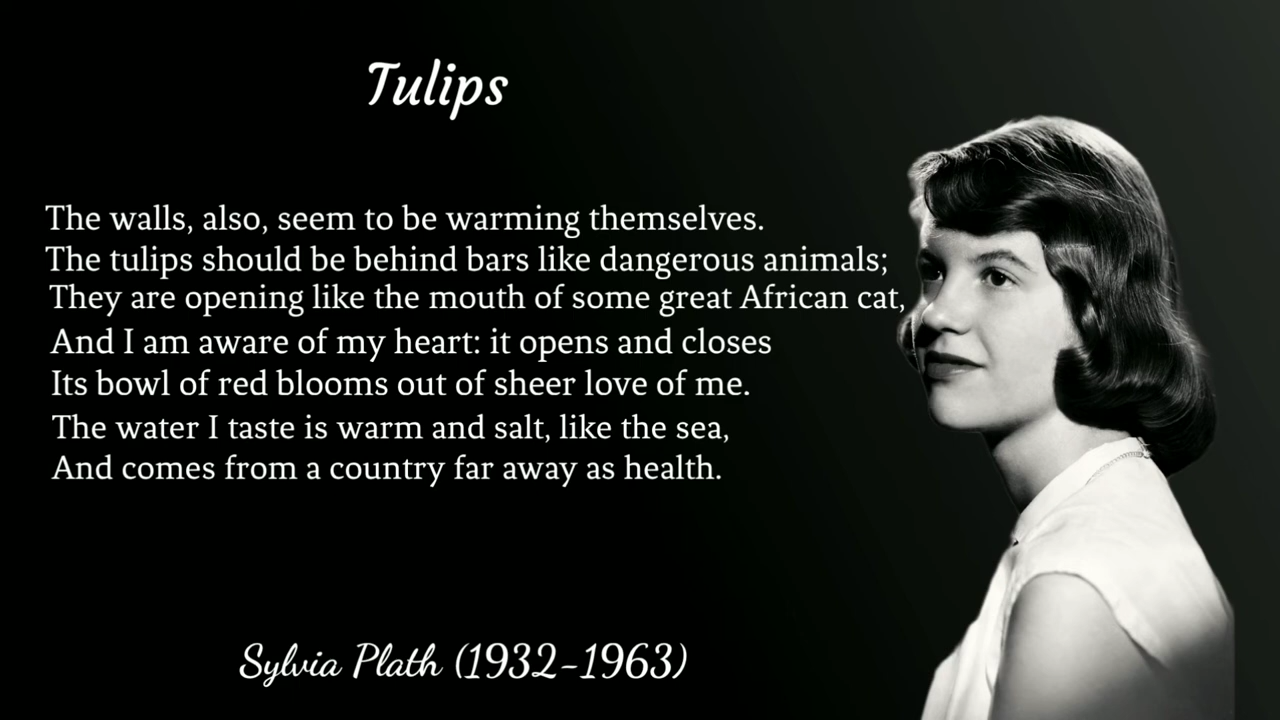 Tulips
The walls, also, seem to be warming themselves.
The tulips should be behind bars like dangerous animals;
They are opening like the mouth of some great African cat,
And I am aware of my heart: it opens and closes
Its bowl of red blooms out of sheer love of me.
The water I taste is warm and salt, like the sea,
And comes from a country far away as health.
Sylvia Plath (1932-1963)